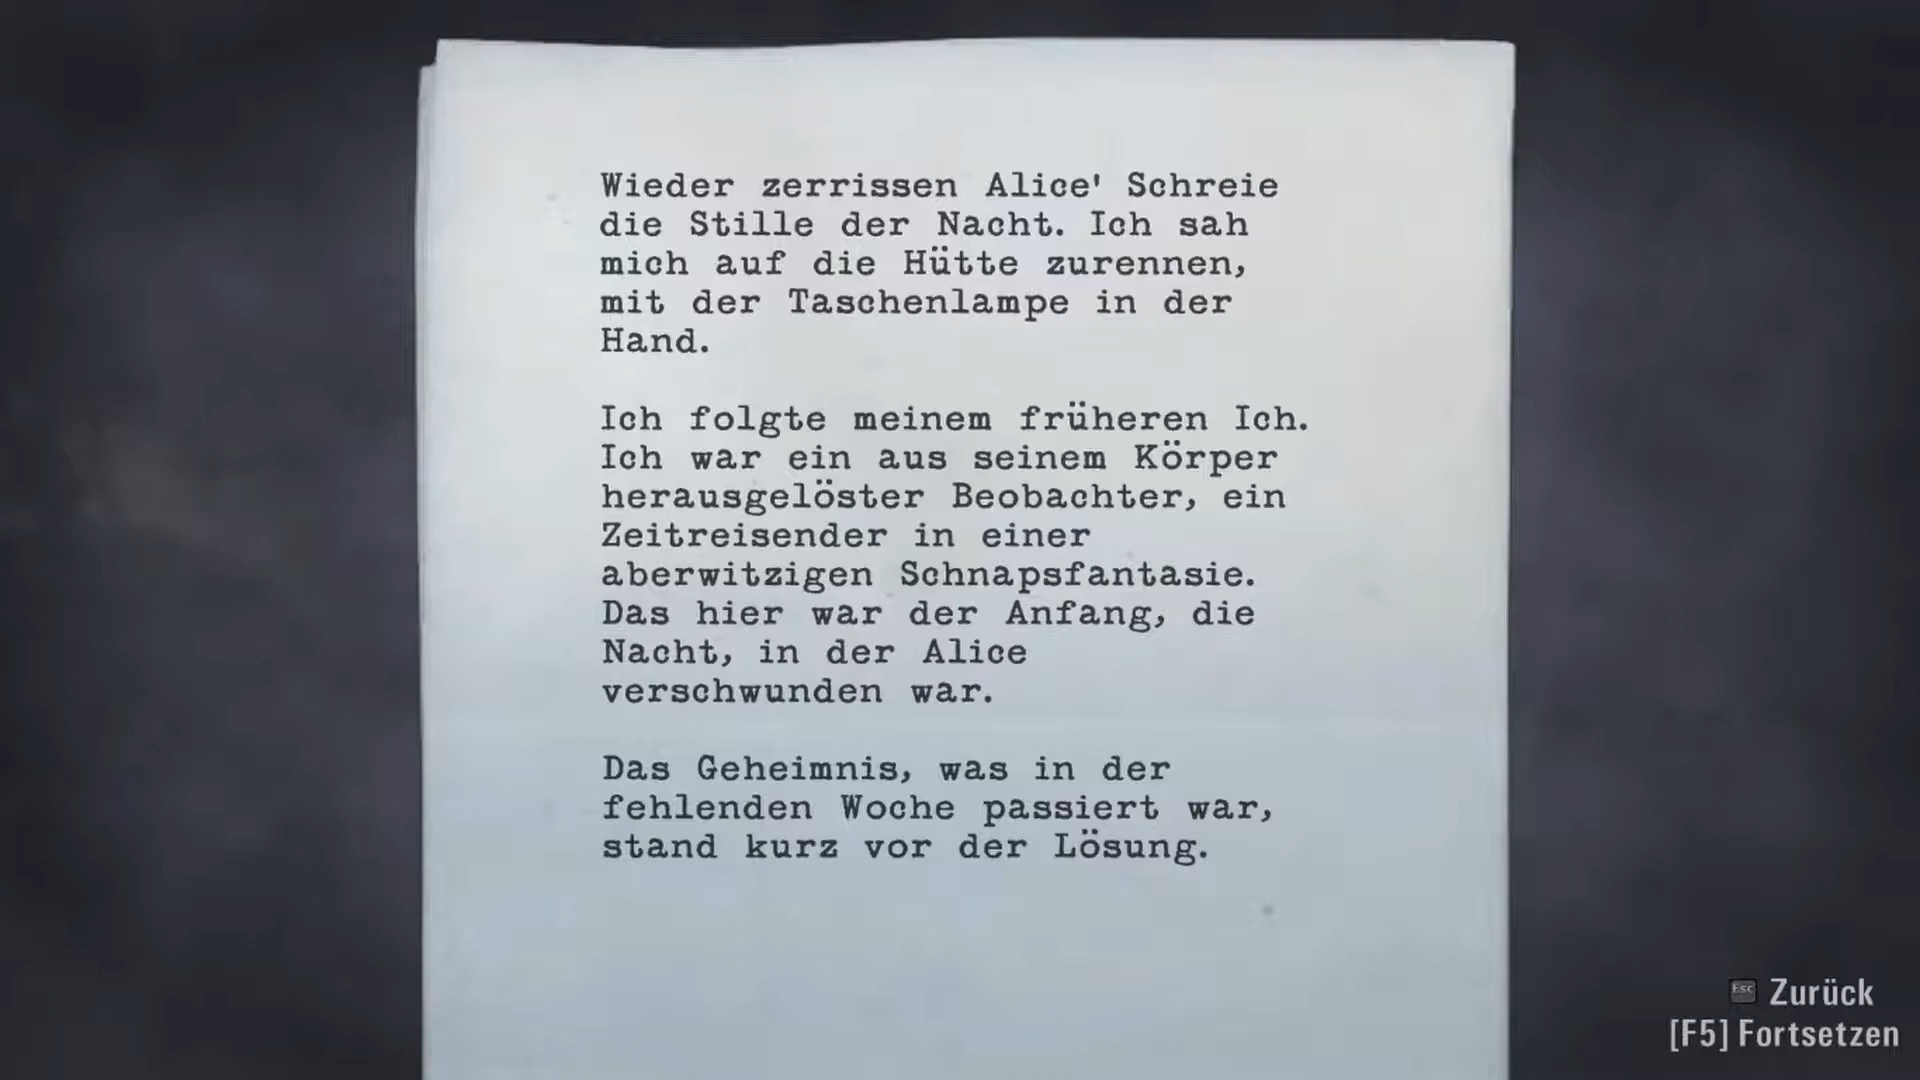 Wieder zerrissen Alice' Schreie
die Stille der Nacht. Ich sah
mich auf die Hütte zurennen,
mit der Taschenlampe in der
Hand.
Ich folgte meinem früheren Ich.
Ich war ein aus seinem Körper
herausgelöster Beobachter, ein
Zeitreisender in einer
aberwitzigen Schnapsfantasie.
Das hier war der Anfang, die
Nacht, in der Alice
verschwunden war.
Das Geheimnis, was in der
fehlenden Woche passiert war,
stand kurz vor der Lösung.
Esc Zurück
[F5] Fortsetzen